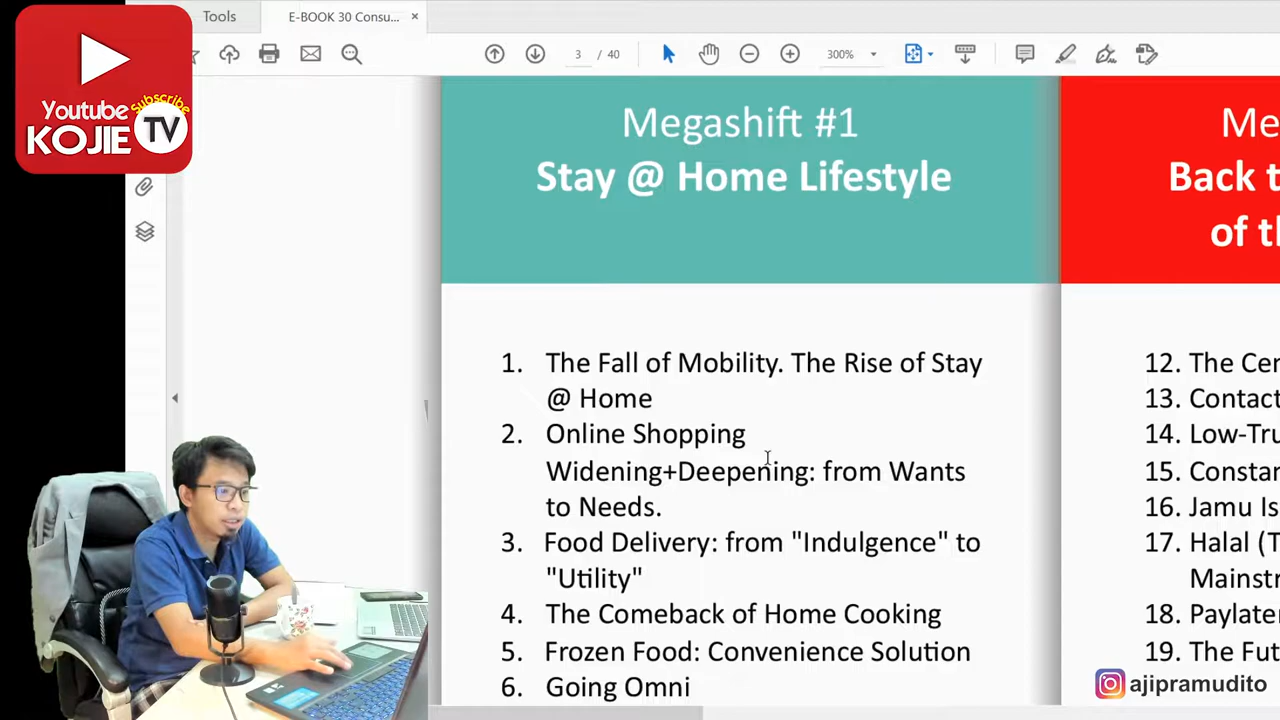 Tools
E-BOOK 30 Consu...
3 / 40
300%
Youtube
Subscribe
KOJIE TV
Megashift #1
Stay @ Home Lifestyle
1. The Fall of Mobility. The Rise of Stay
@ Home
2. Online Shopping
Widening+Deepening: from Wants
to Needs.
3. Food Delivery: from "Indulgence" to
"Utility"
4. The Comeback of Home Cooking
5. Frozen Food: Convenience Solution
6. Going Omni
Me
Back t
of t
12. The Cer
13. Contact
14. Low-Tru
15. Constar
16. Jamu Is
17. Halal (T
Mainstr
18. Paylate
19. The Fut
ajipramudito